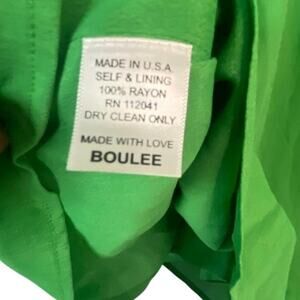 MADE IN U.S.A.
SELF & LINING
100% RAYON
RN 112041
DRY CLEAN ONLY
MADE WITH LOVE
BOULEE